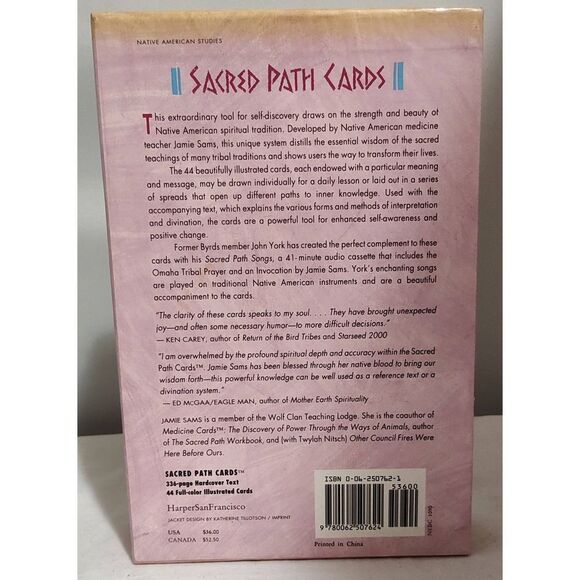 NATIVE AMERICAN STUDIES
SACRED PATH CARDS
This extraordinary tool for self-discovery draws on the strength and beauty of
Native American spiritual tradition. Developed by Native American medicine
teacher Jamie Sams, this unique system distills the essential wisdom of the sacred
teachings of many tribal traditions and shows users the way to transform their lives.
The 44 beautifully illustrated cards, each endowed with a particular meaning
and message, may be drawn individually for a daily lesson or laid out in a series
of spreads that open up different paths to inner knowledge. Used with the
accompanying text, which explains the various forms and methods of interpretation
and divination, the cards are a powerful tool for enhanced self-awareness and
positive change.
Former Byrds member John York has created the perfect complement to these
cards with his Sacred Path Songs, a 41-minute audio cassette that includes the
Omaha Tribal Prayer and an Invocation by Jamie Sams. York's enchanting songs
are played on traditional Native American instruments and are a beautiful
accompaniment to the cards.
"The clarity of these cards speaks to my soul. . . . They have brought unexpected
joy—and often some necessary humor—to more difficult decisions."
— KEN CAREY, author of Return of the Bird Tribes and Starseed 2000
"I am overwhelmed by the profound spiritual depth and accuracy within the Sacred
Path Cards™. Jamie Sams has been blessed through her native blood to bring our
wisdom forth—this powerful knowledge can be well used as a reference text or a
divination system."
— ED McGAA/EAGLE MAN, author of Mother Earth Spirituality
JAMIE SAMS is a member of the Wolf Clan Teaching Lodge. She is the coauthor of
Medicine Cards™: The Discovery of Power Through the Ways of Animals, author
of The Sacred Path Workbook, and (with Twylah Nitsch) Other Council Fires Were
Here Before Ours.
SACRED PATH CARDS™
336-page Hardcover Text
44 Full-color Illustrated Cards
HarperSanFrancisco
JACKET DESIGN BY KATHERINE TILLOTSON / IMPRINT
USA $36.00
CANADA $52.50
ISBN 0-06-250762-1
53600
9 780062 507624
Printed in China